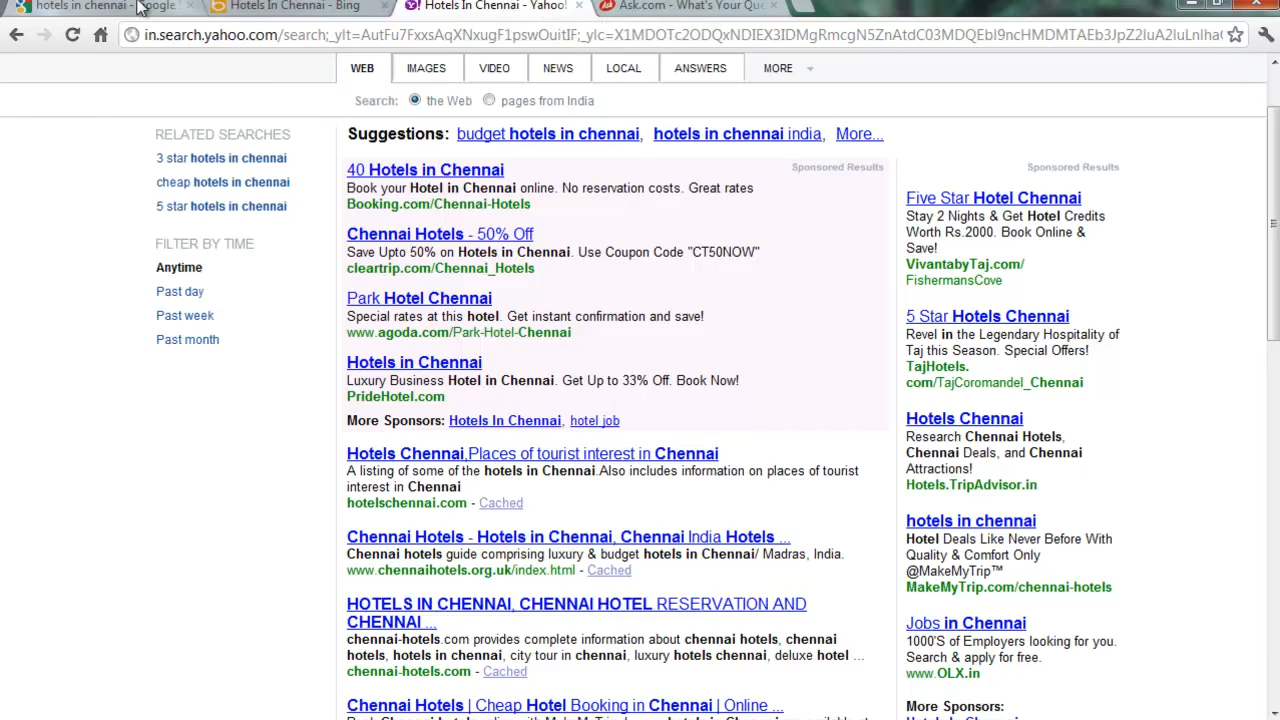 hotels in chennai - Google
Hotels In Chennai - Bing
Hotels In Chennai - Yahoo!
Ask.com - What's Your Que
in.search.yahoo.com/search;_ylt=
WEB
IMAGES
VIDEO
NEWS
LOCAL
ANSWERS
MORE
Search:
the Web
pages from India
RELATED SEARCHES
3 star hotels in chennai
cheap hotels in chennai
5 star hotels in chennai
FILTER BY TIME
Anytime
Past day
Past week
Past month
Suggestions: budget hotels in chennai, hotels in chennai india, More...
Sponsored Results
40 Hotels in Chennai
Book your Hotel in Chennai online. No reservation costs. Great rates
Booking.com/Chennai-Hotels
Chennai Hotels - 50% Off
Save Upto 50% on Hotels in Chennai. Use Coupon Code "CT50NOW"
cleartrip.com/Chennai_Hotels
Park Hotel Chennai
Special rates at this hotel. Get instant confirmation and save!
www.agoda.com/Park-Hotel-Chennai
Hotels in Chennai
Luxury Business Hotel in Chennai. Get Up to 33% Off. Book Now!
PrideHotel.com
More Sponsors: Hotels In Chennai, hotel job
Hotels Chennai,Places of tourist interest in Chennai
A listing of some of the hotels in Chennai.Also includes information on places of tourist
interest in Chennai
hotelschennai.com - Cached
Chennai Hotels - Hotels in Chennai, Chennai India Hotels ...
Chennai hotels guide comprising luxury & budget hotels in Chennai/ Madras, India.
www.chennaihotels.org.uk/index.html - Cached
HOTELS IN CHENNAI, CHENNAI HOTEL RESERVATION AND
CHENNAI ...
chennai-hotels.com provides complete information about chennai hotels, chennai
hotels, hotels in chennai, city tour in chennai, luxury hotels chennai, deluxe hotel ...
chennai-hotels.com - Cached
Chennai Hotels | Cheap Hotel Booking in Chennai | Online ...
Sponsored Results
Five Star Hotel Chennai
Stay 2 Nights & Get Hotel Credits
Worth Rs.2000. Book Online &
Save!
VivantabyTaj.com/
FishermansCove
5 Star Hotels Chennai
Revel in the Legendary Hospitality of
Taj this Season. Special Offers!
TajHotels.
com/TajCoromandel_Chennai
Hotels Chennai
Research Chennai Hotels,
Chennai Deals, and Chennai
Attractions!
Hotels.TripAdvisor.in
hotels in chennai
Hotel Deals Like Never Before With
Quality & Comfort Only
@MakeMyTrip™
MakeMyTrip.com/chennai-hotels
Jobs in Chennai
1000'S of Employers looking for you.
Search & apply for free.
www.OLX.in
More Sponsors: